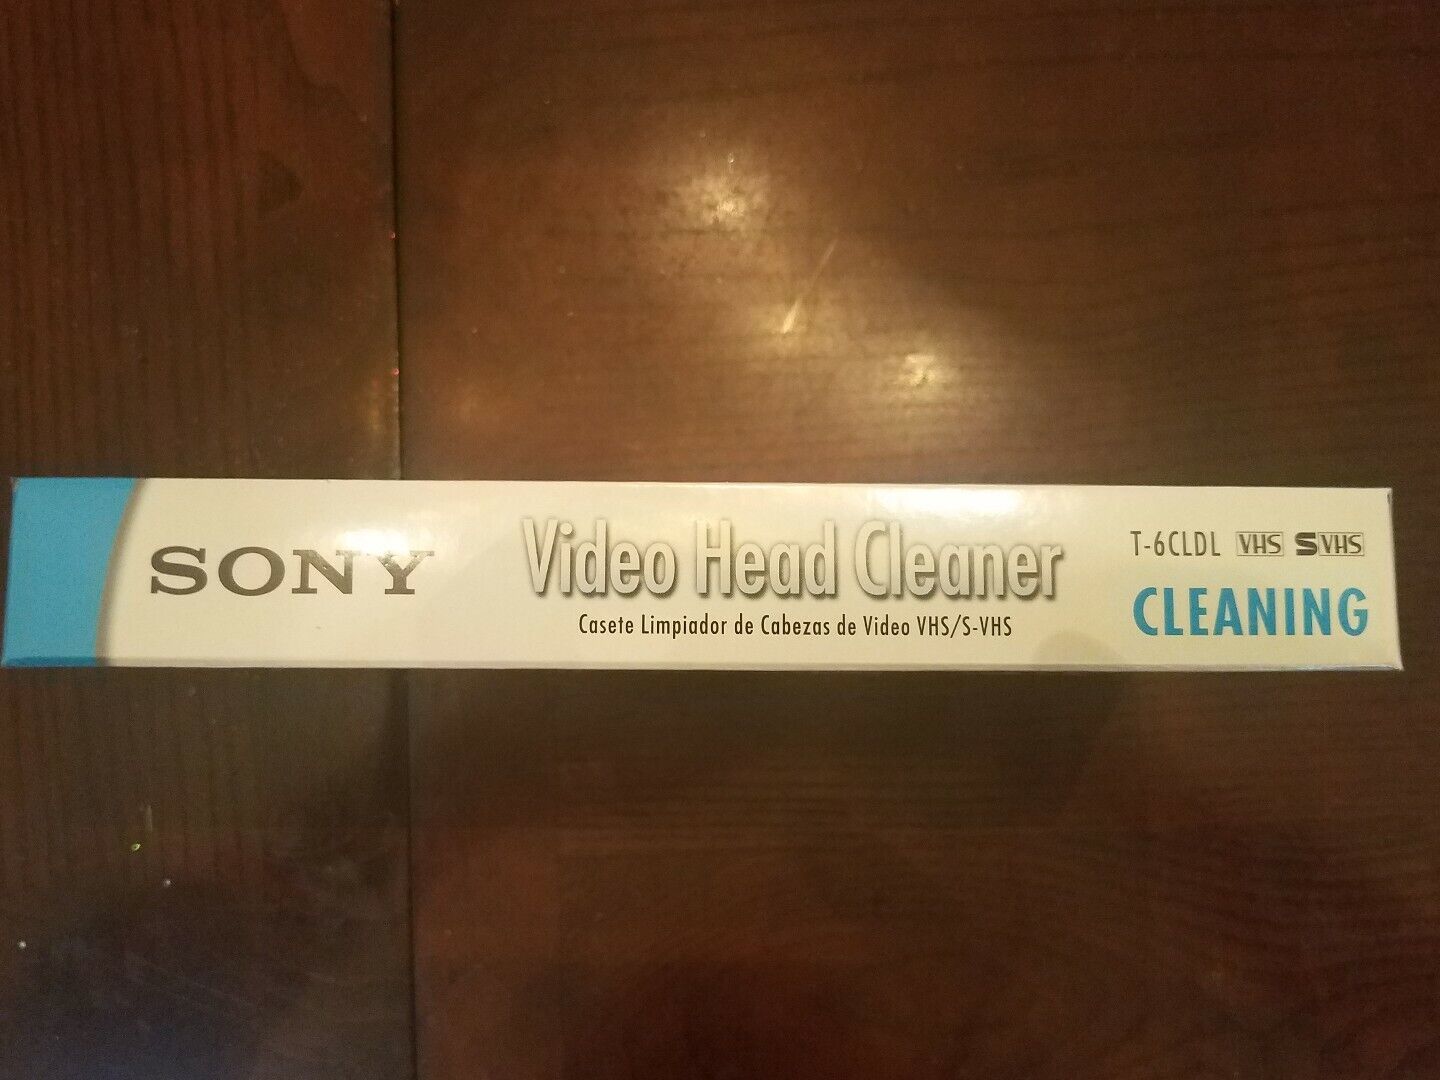 SONY
Video Head Cleaner
Casete Limpiador de Cabezas de Video VHS/S-VHS
T-6CLDL VHS SVHS
CLEANING